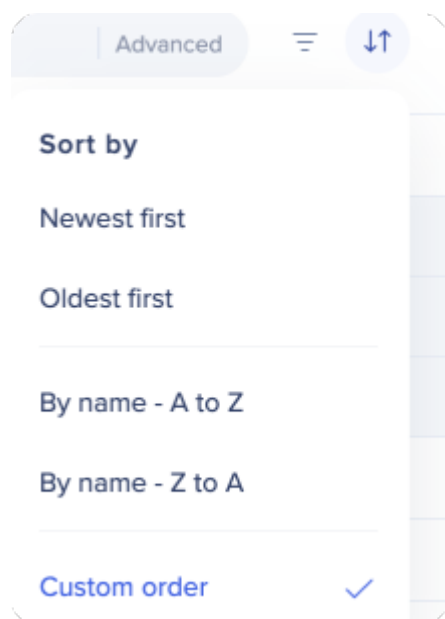 Advanced
Sort by
Newest first
Oldest first
By name - A to Z
By name - Z to A
Custom order